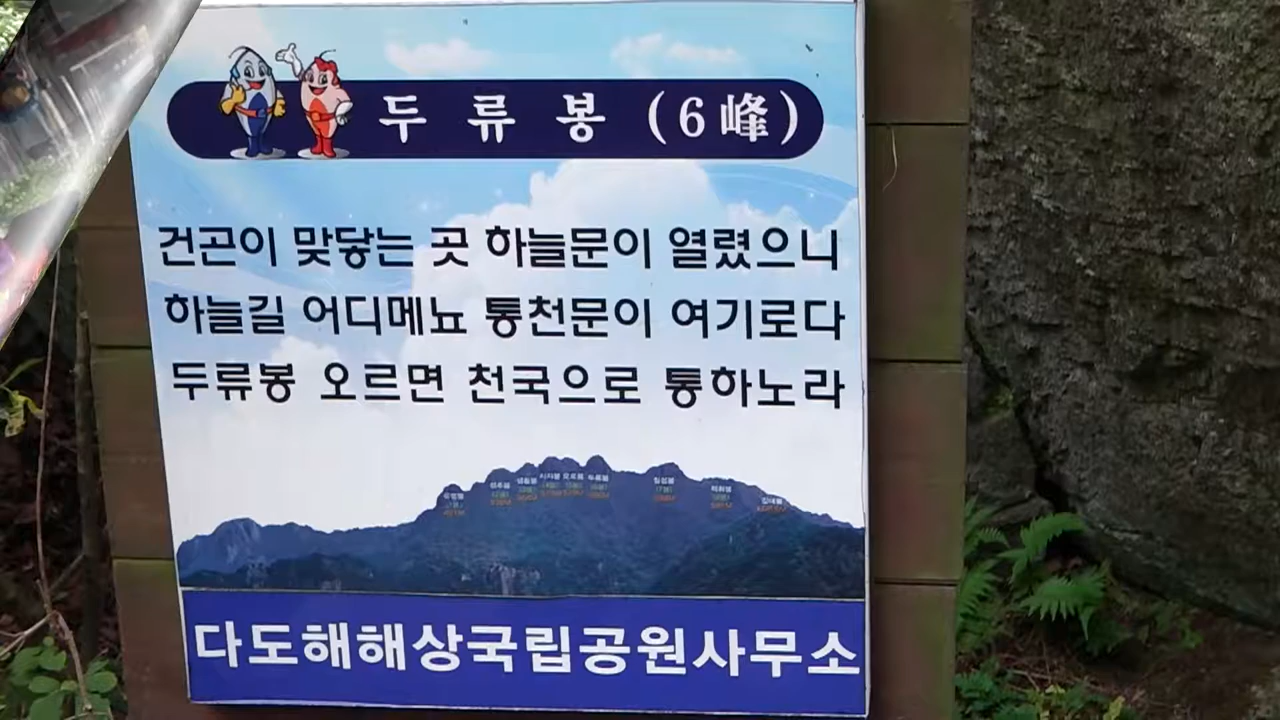 두류봉 (6峰)
건곤이 맞닿는 곳 하늘문이 열렸으니
하늘길 어디메뇨 통천문이 여기로다
두류봉 오르면 천국으로 통하노라
다도해해상국립공원사무소